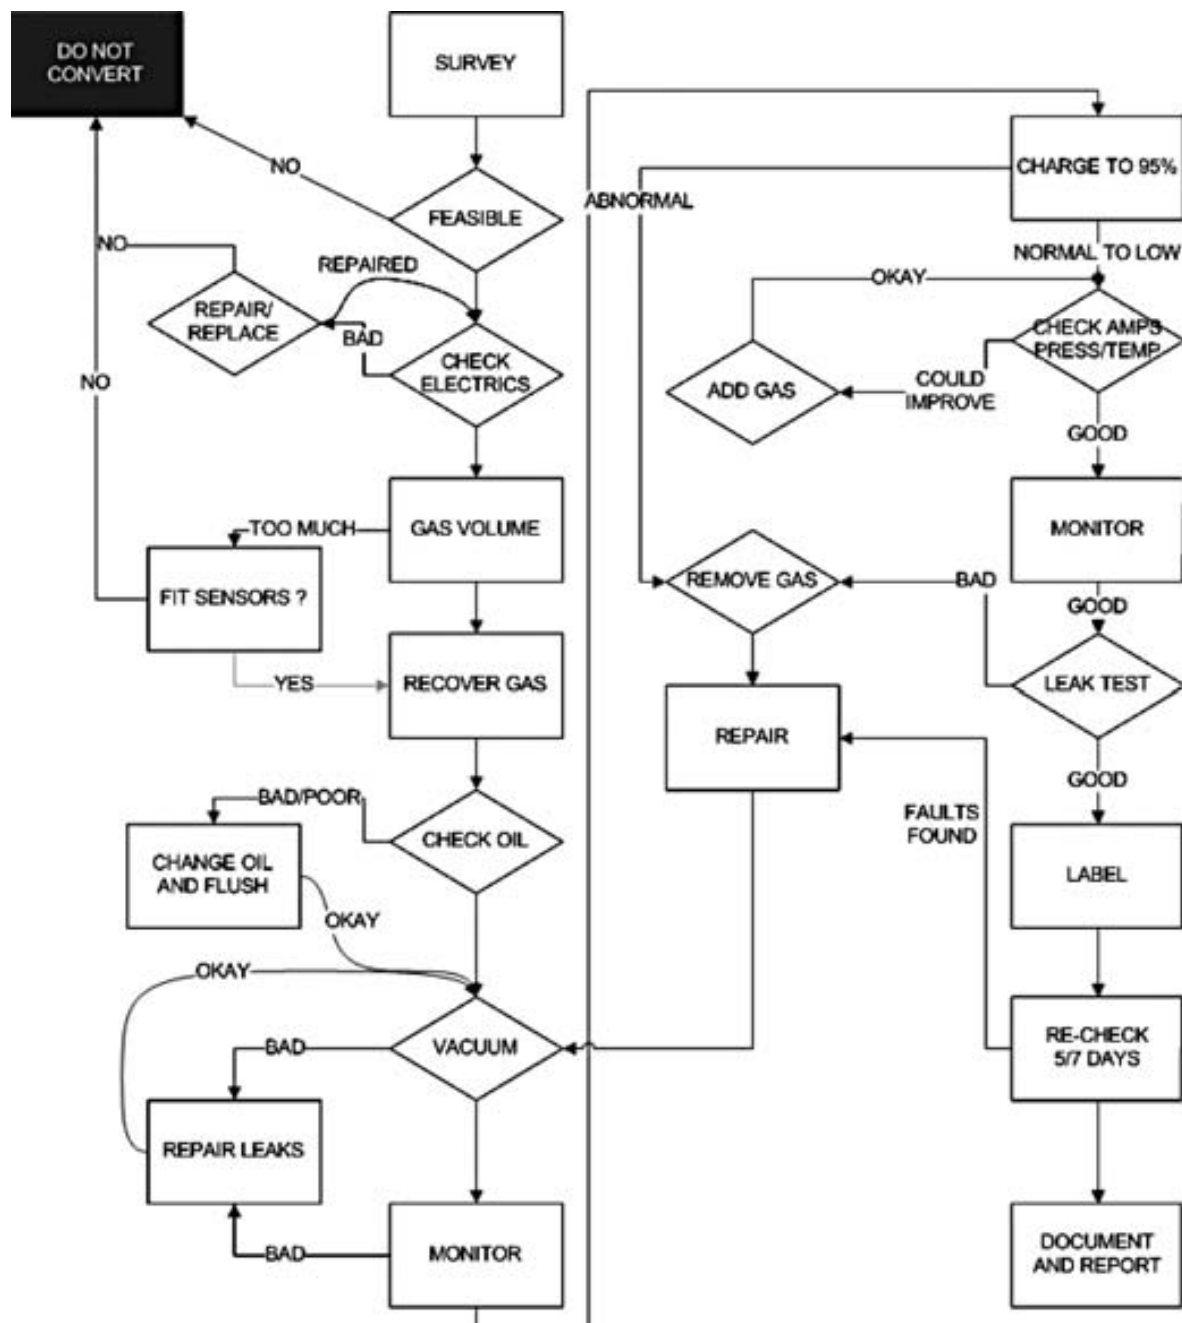 DO NOT
CONVERT
SURVEY
NO
FEASIBLE
NO
REPAIRED
REPAIR/
REPLACE
BAD
CHECK
ELECTRICS
NO
TOO MUCH
GAS VOLUME
FIT SENSORS ?
YES
RECOVER GAS
BAD/POOR
CHECK OIL
CHANGE OIL
AND FLUSH
OKAY
OKAY
VACUUM
BAD
REPAIR LEAKS
BAD
MONITOR
CHARGE TO 95%
ABNORMAL
NORMAL TO LOW
OKAY
CHECK AMPS
PRESS/TEMP
ADD GAS
COULD
IMPROVE
GOOD
MONITOR
REMOVE GAS
BAD
GOOD
LEAK TEST
REPAIR
GOOD
FAULTS
FOUND
LABEL
RE-CHECK
5/7 DAYS
DOCUMENT
AND REPORT